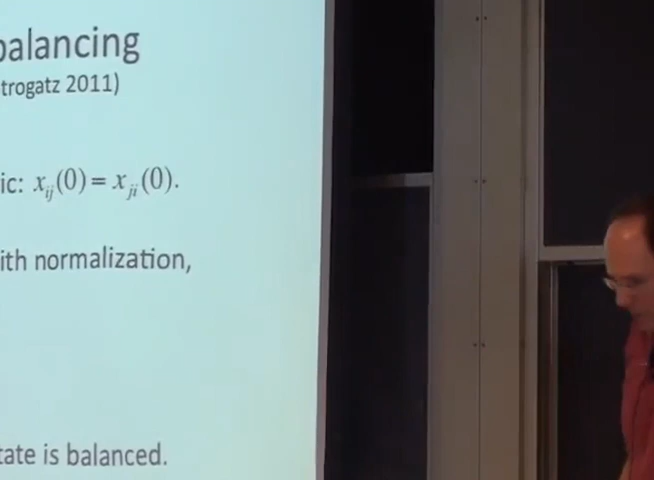 balancing
trogatz 2011)
ic: x_ij(0) = x_ji(0).
ith normalization,
tate is balanced.